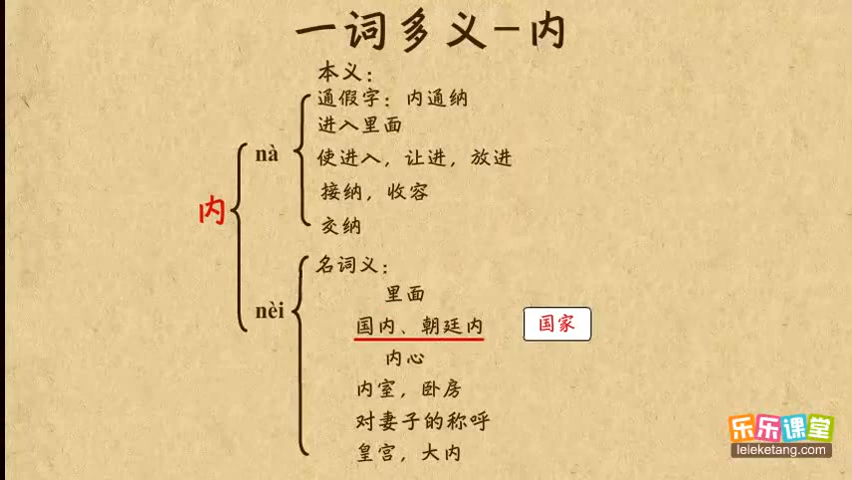 一词多义-内
内
nà
本义：
通假字：内通纳
进入里面
使进入，让进，放进
接纳，收容
交纳
nèi
名词义：
里面
国内、朝廷内
国家
内心
内室，卧房
对妻子的称呼
皇宫，大内
乐乐课堂
leleketang.com